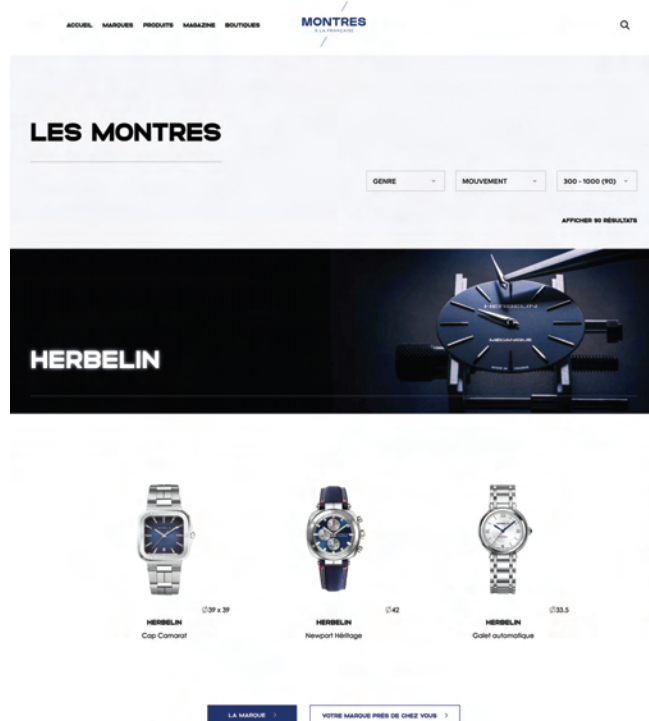 ACCUEIL MARQUES PRODUITS MAGAZINE BOUTIQUES
MONTRES
À LA FRANÇAISE
LES MONTRES
GENRE MOUVEMENT 300 - 1000 (90)
AFFICHER 90 RÉSULTATS
HERBELIN
MECANIQUE
HERBELIN
∅39 x 39 ∅42 ∅33.5
HERBELIN HERBELIN HERBELIN
Cap Camarat Newport Héritage Galet automatique
LA MARQUE > VOTRE MARQUE PRÈS DE CHEZ VOUS >